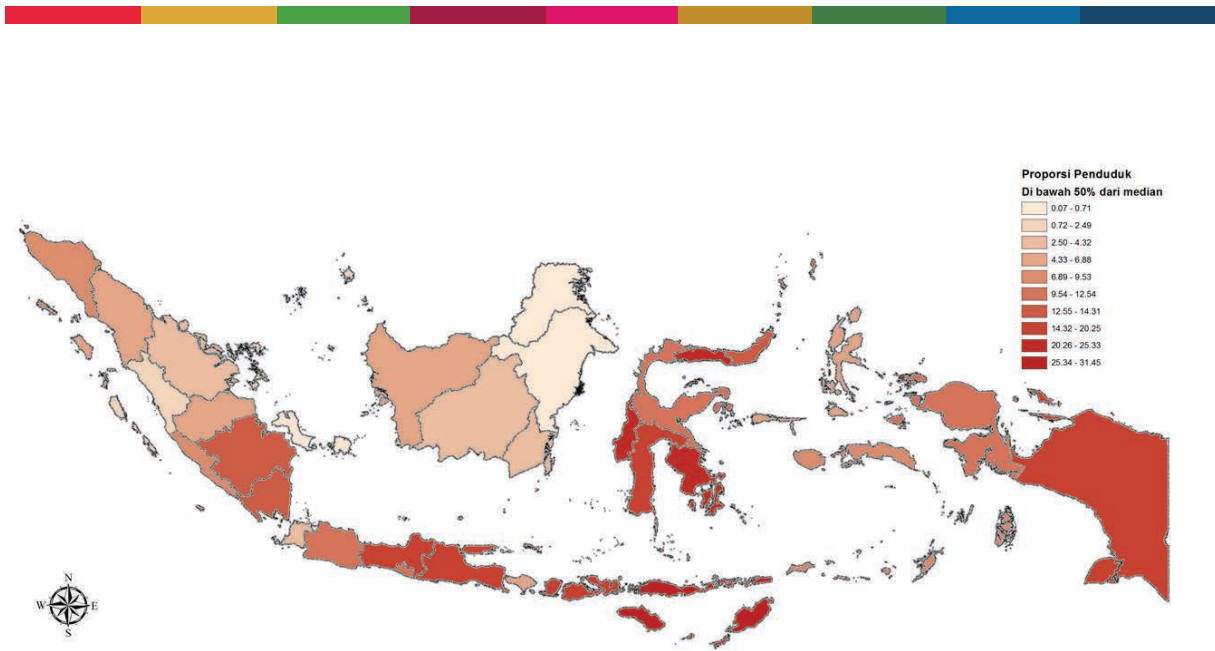 Proporsi Penduduk
Di bawah 50% dari median
0.07 - 0.71
0.72 - 2.49
2.50 - 4.32
4.33 - 6.88
6.89 - 9.53
9.54 - 12.54
12.55 - 14.31
14.32 - 20.25
20.26 - 25.33
25.34 - 31.45
N
W E
S